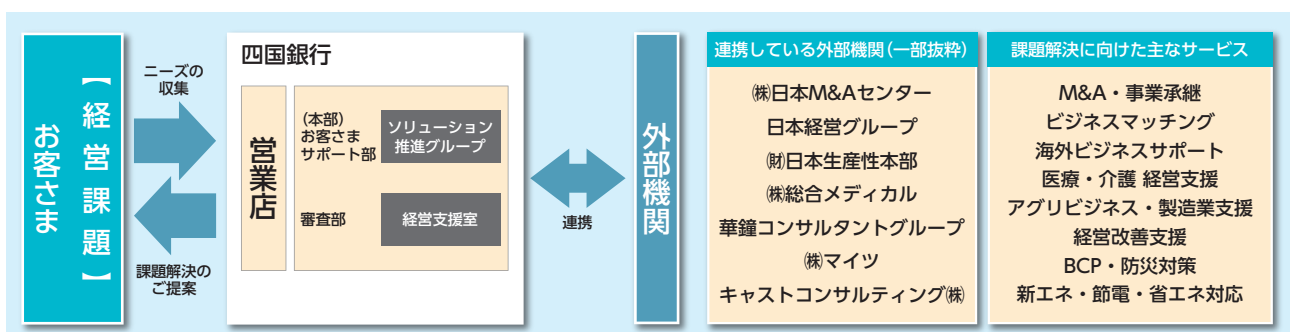 お客さま
【経営課題】
ニーズの
収集
課題解決の
ご提案
四国銀行
営業店
(本部)
お客さま
サポート部
ソリューション
推進グループ
審査部
経営支援室
連携
外部機関
連携している外部機関(一部抜粋)
㈱日本M&Aセンター
日本経営グループ
㈶日本生産性本部
㈱総合メディカル
華鐘コンサルタントグループ
㈱マイツ
キャストコンサルティング㈱
課題解決に向けた主なサービス
M&A・事業承継
ビジネスマッチング
海外ビジネスサポート
医療・介護 経営支援
アグリビジネス・製造業支援
経営改善支援
BCP・防災対策
新エネ・節電・省エネ対応